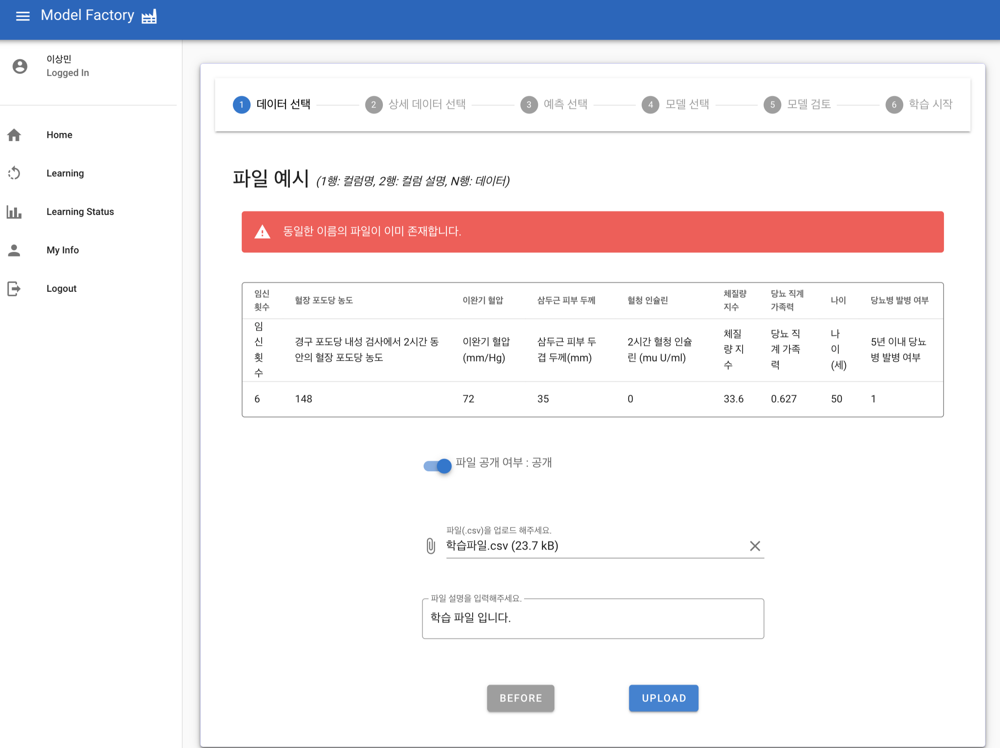 Model Factory
이상민
Logged In
Home
Learning
Learning Status
My Info
Logout
1 데이터 선택
2 상세 데이터 선택
3 예측 선택
4 모델 선택
5 모델 검토
6 학습 시작
파일 예시 (1행: 컬럼명, 2행: 컬럼 설명, N행: 데이터)
동일한 이름의 파일이 이미 존재합니다.
임신
횟수
혈장 포도당 농도
이완기 혈압
삼두근 피부 두께
혈청 인슐린
체질량
지수
당뇨 직계
가족력
나이
당뇨병 발병 여부
임
신
횟
수
경구 포도당 내성 검사에서 2시간 동
안의 혈장 포도당 농도
이완기 혈압
(mm/Hg)
삼두근 피부 두
겹 두께(mm)
2시간 혈청 인슐
린 (mu U/ml)
체질
량 지
수
당뇨 직
계 가족
력
나
이
(세)
5년 이내 당뇨
병 발병 여부
6
148
72
35
0
33.6
0.627
50
1
파일 공개 여부 : 공개
파일(.csv)을 업로드 해주세요.
학습파일.csv (23.7 kB)
파일 설명을 입력해주세요.
학습 파일 입니다.
BEFORE
UPLOAD